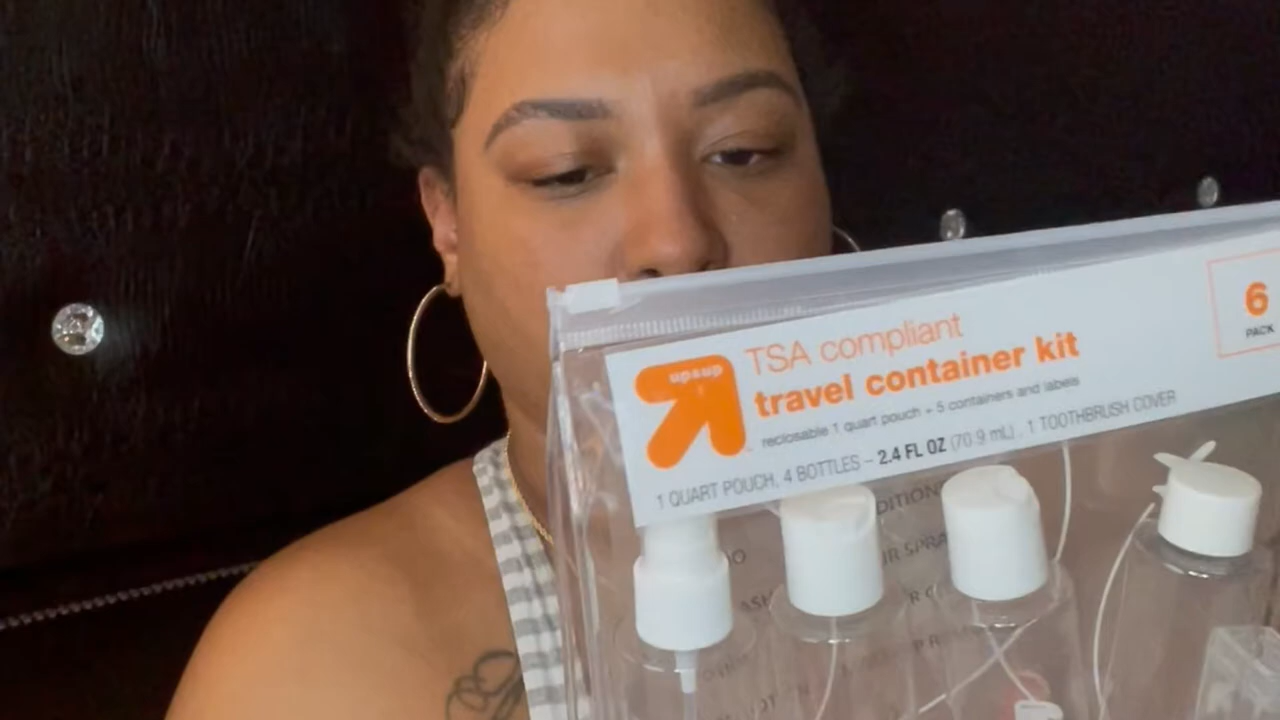 up&up
TSA compliant
travel container kit
reclosable 1 quart pouch + 5 containers and labels
1 QUART POUCH, 4 BOTTLES – 2.4 FL OZ (70.9 mL) . 1 TOOTHBRUSH COVER
6
PACK